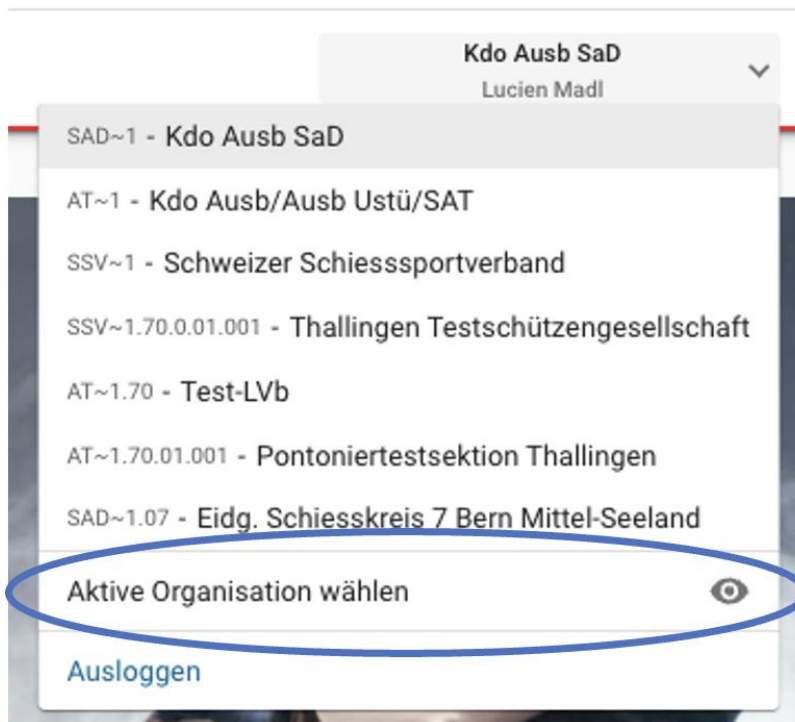 Kdo Ausb SaD
Lucien Madl
SAD~1 - Kdo Ausb SaD
AT~1 - Kdo Ausb/Ausb Ustü/SAT
SSV~1 - Schweizer Schiesssportverband
SSV~1.70.0.01.001 - Thallingen Testschützengesellschaft
AT~1.70 - Test-LVb
AT~1.70.01.001 - Pontoniertestsektion Thallingen
SAD~1.07 - Eidg. Schiesskreis 7 Bern Mittel-Seeland
Aktive Organisation wählen
Ausloggen